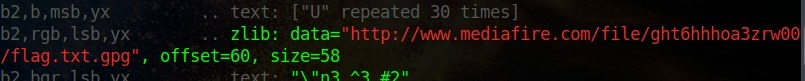 b2,b,msb,yx         .. text: ["U" repeated 30 times]
b2,rgb,lsb,yx       .. zlib: data="http://www.mediafire.com/file/ght6hhhoa3zrw00
/flag.txt.gpg", offset=60, size=58
b2,bgr,lsb,yx       .. text: "\"n3 ^3 #2"